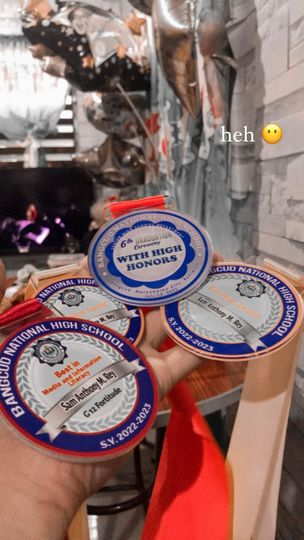 heh 😶
6th GRADUATION
Ceremony
WITH HIGH
HONORS
BANGCUD NATIONAL HIGH SCHOOL
Sam Anthony M. Rey
S.Y. 2022-2023
BANGCUD NATIONAL HIGH SCHOOL
Best in
Media and Information
Literacy
Sam Anthony M. Rey
G12 Fortitude
S.Y. 2022-2023